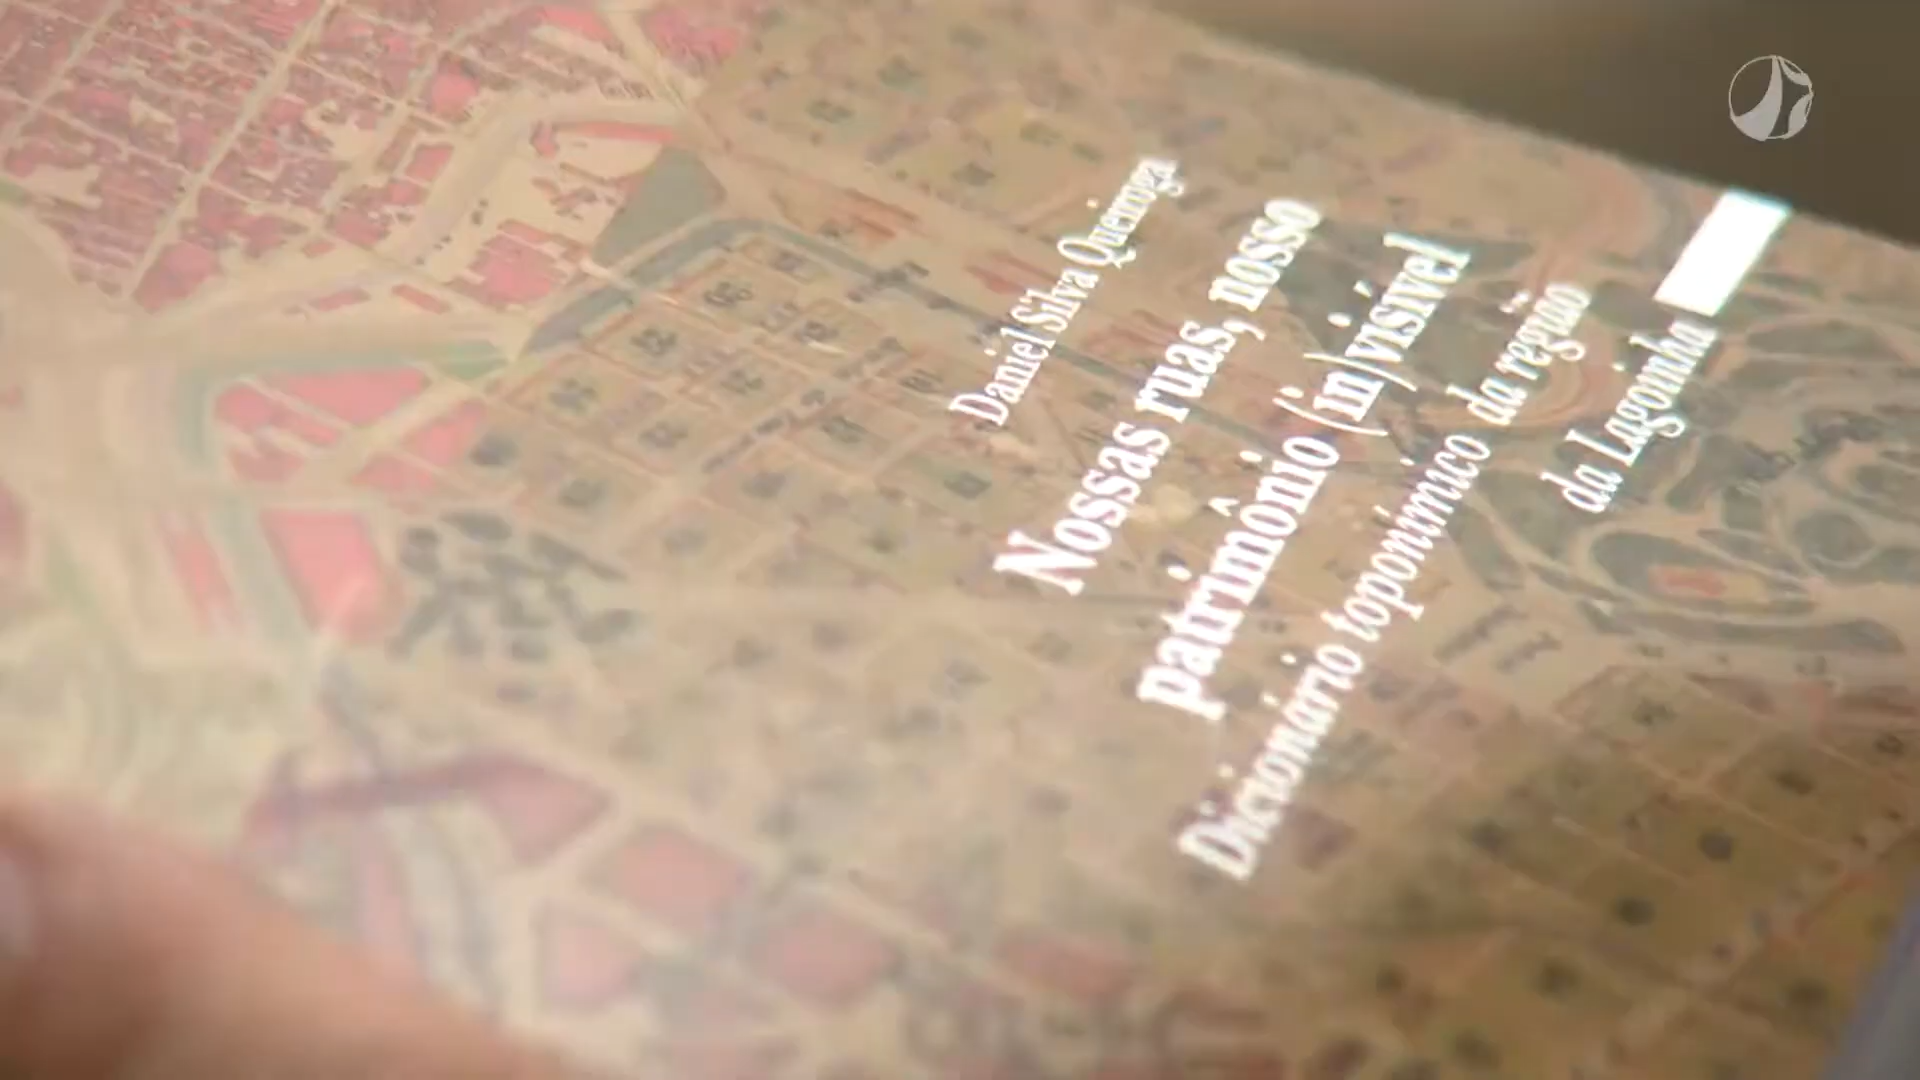 Daniel Silva Queiroga
Nossas ruas, nosso
patrimônio (in)visível
Dicionário toponímico da região
da Lagoinha